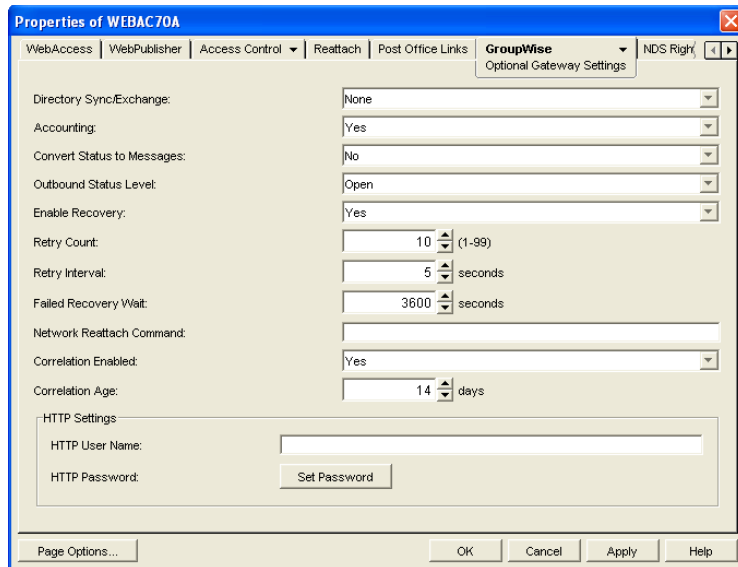 Properties of WEBAC70A
WebAccess WebPublisher Access Control Reattach Post Office Links GroupWise NDS Righ
Optional Gateway Settings
Directory Sync/Exchange: None
Accounting: Yes
Convert Status to Messages: No
Outbound Status Level: Open
Enable Recovery: Yes
Retry Count: 10 (1-99)
Retry Interval: 5 seconds
Failed Recovery Wait: 3600 seconds
Network Reattach Command:
Correlation Enabled: Yes
Correlation Age: 14 days
HTTP Settings
HTTP User Name:
HTTP Password: Set Password
Page Options... OK Cancel Apply Help